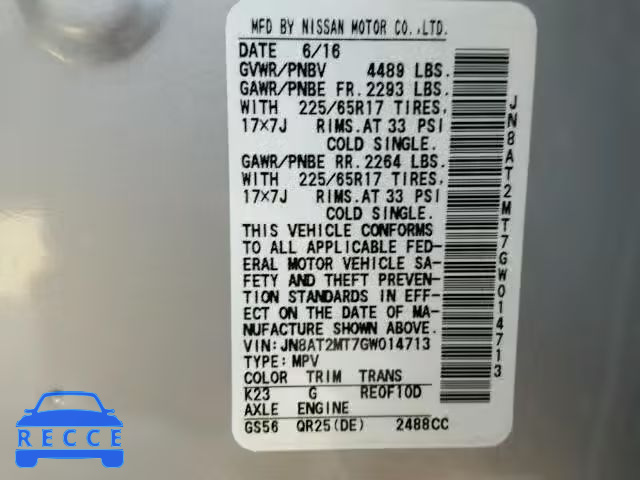 MFD BY NISSAN MOTOR CO.,LTD.
DATE 6/16
GVWR/PNBV 4489 LBS.
GAWR/PNBE FR.2293 LBS.
WITH 225/65R17 TIRES,
17×7J RIMS.AT 33 PSI
COLD SINGLE.
GAWR/PNBE RR.2264 LBS.
WITH 225/65R17 TIRES,
17×7J RIMS.AT 33 PSI
COLD SINGLE.
THIS VEHICLE CONFORMS
TO ALL APPLICABLE FED-
ERAL MOTOR VEHICLE SA-
FETY AND THEFT PREVEN-
TION STANDARDS IN EFF-
ECT ON THE DATE OF MA-
NUFACTURE SHOWN ABOVE.
VIN:JN8AT2MT7GW014713
TYPE:MPV
COLOR TRIM TRANS
K23 G RE0F10D
AXLE ENGINE
GS56 QR25(DE) 2488CC
JN8AT2MT7GW014713
RECCE